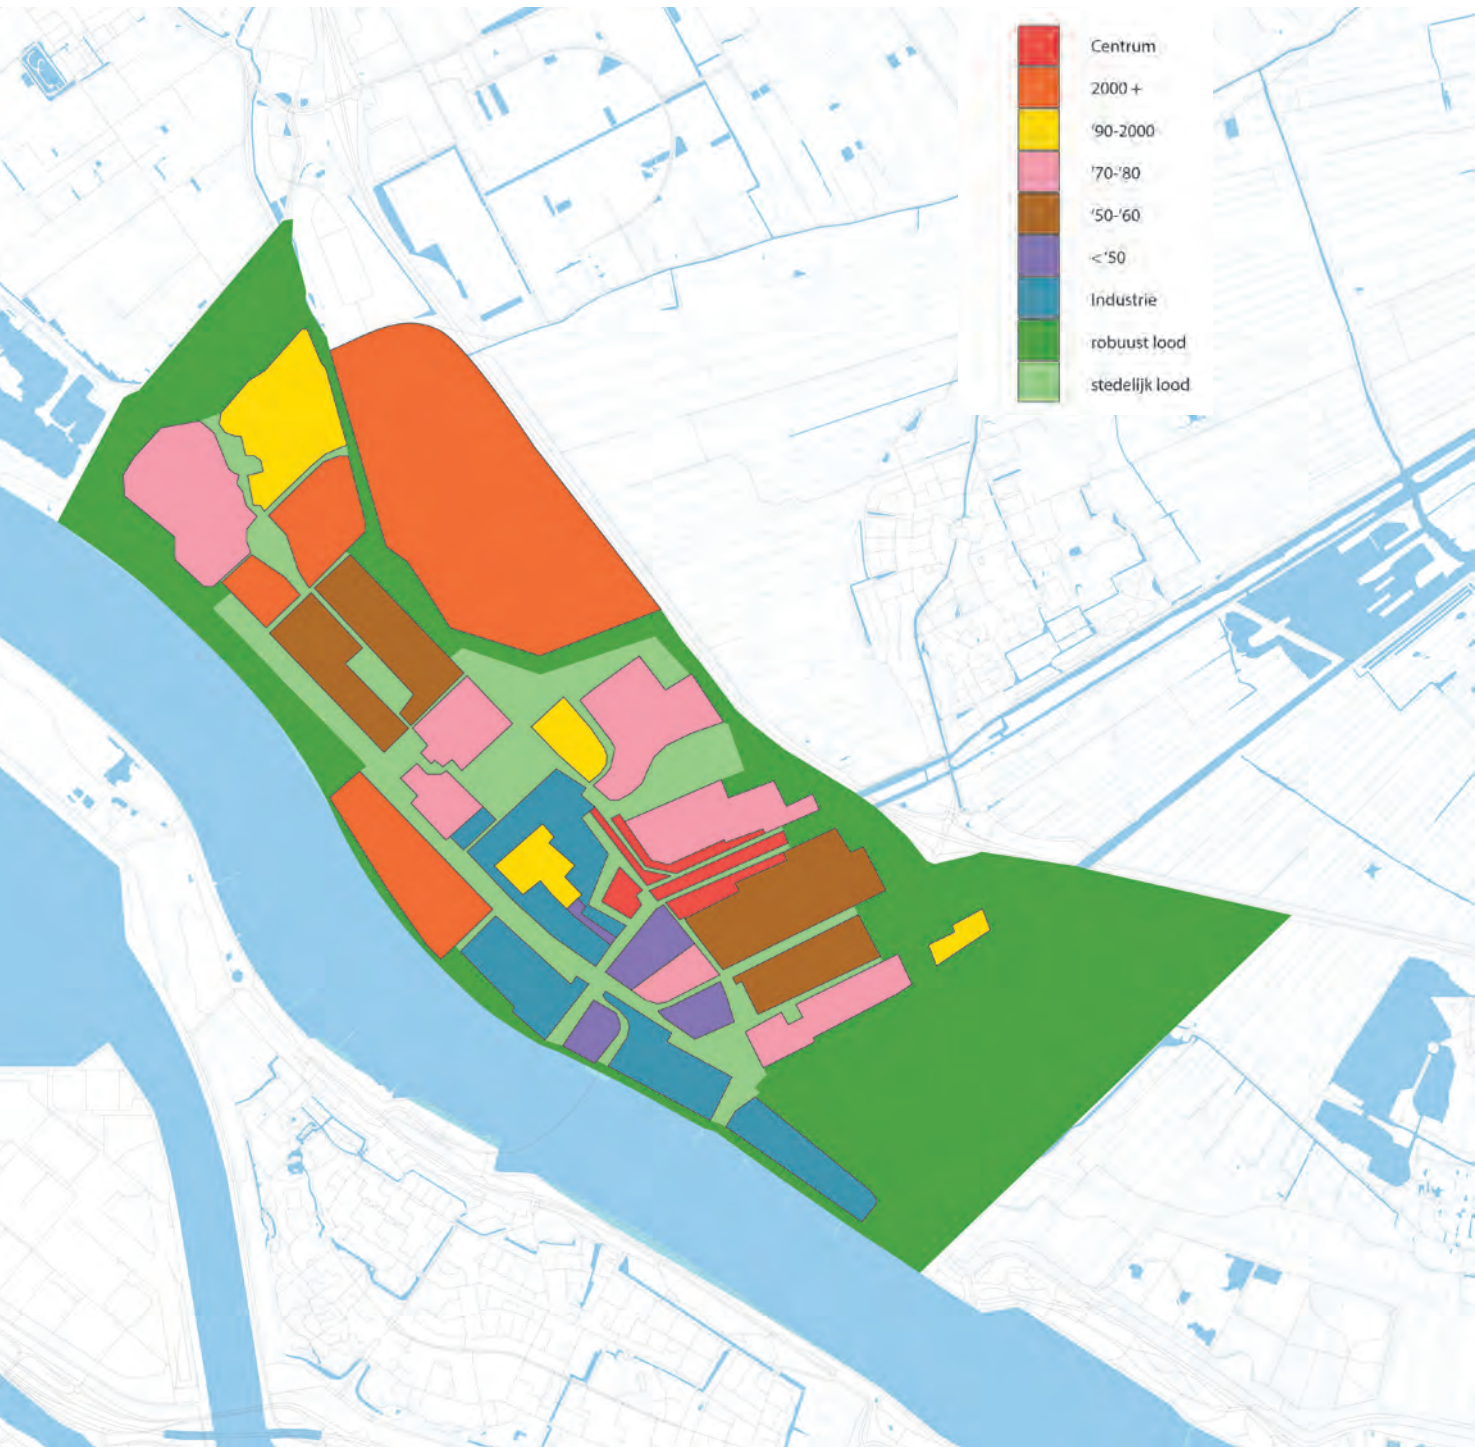 Centrum
2000 +
'90-2000
'70-'80
'50-'60
< '50
Industrie
robuust lood
stedelijk lood